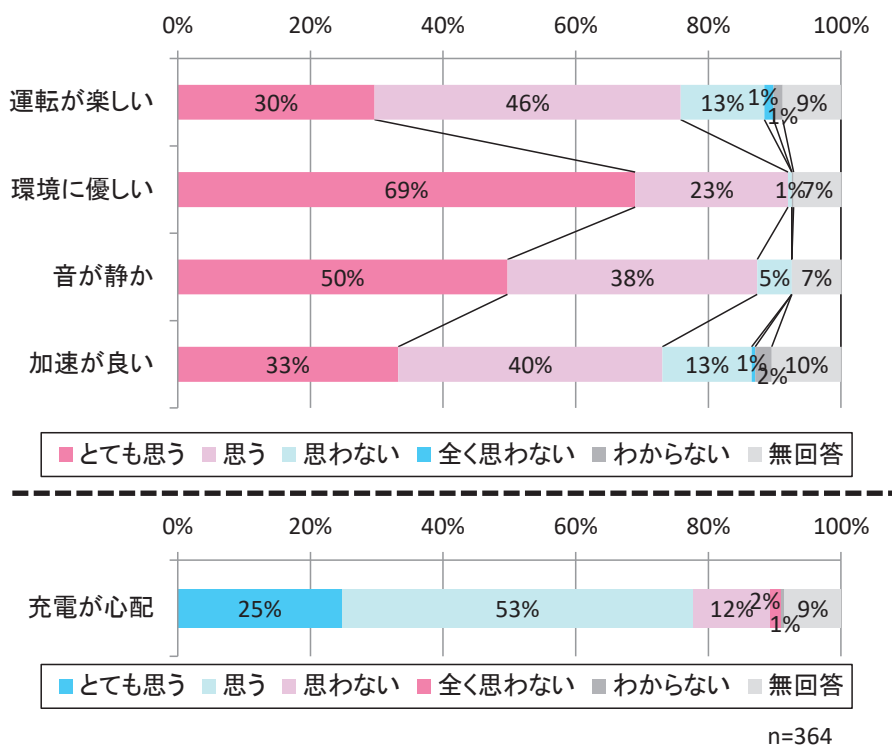 0% 20% 40% 60% 80% 100%
運転が楽しい 30% 46% 13% 1% 1% 9%
環境に優しい 69% 23% 1% 7%
音が静か 50% 38% 5% 7%
加速が良い 33% 40% 13% 1% 2% 10%
とても思う 思う 思わない 全く思わない わからない 無回答
0% 20% 40% 60% 80% 100%
充電が心配 25% 53% 12% 2% 1% 9%
とても思う 思う 思わない 全く思わない わからない 無回答
n=364